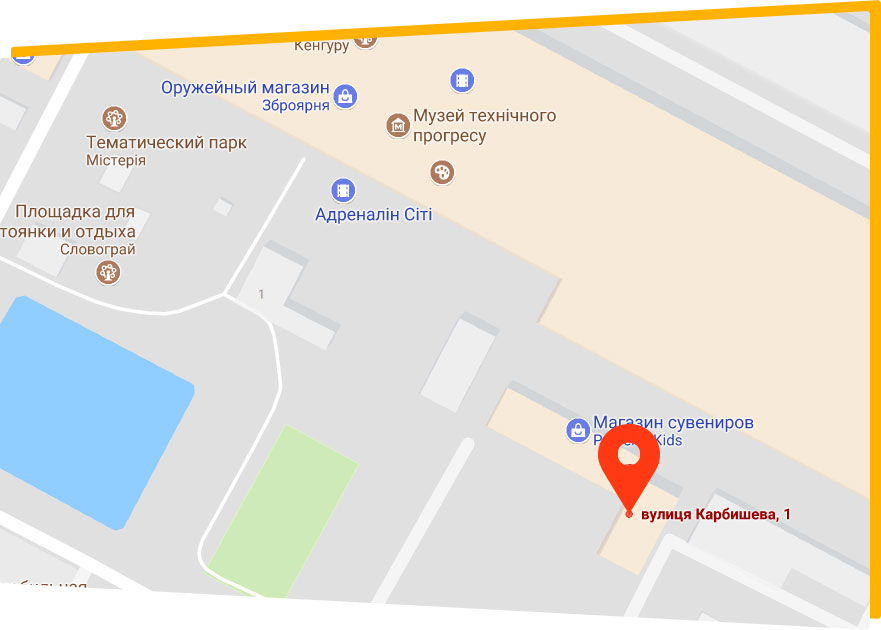 Кенгуру
Оружейный магазин
Зброярня
Музей технічного
прогресу
Тематический парк
Містерія
Адреналін Сіті
Площадка для
тоянки и отдыха
Словограй
1
Магазин сувениров
Kids
вулиця Карбишева, 1